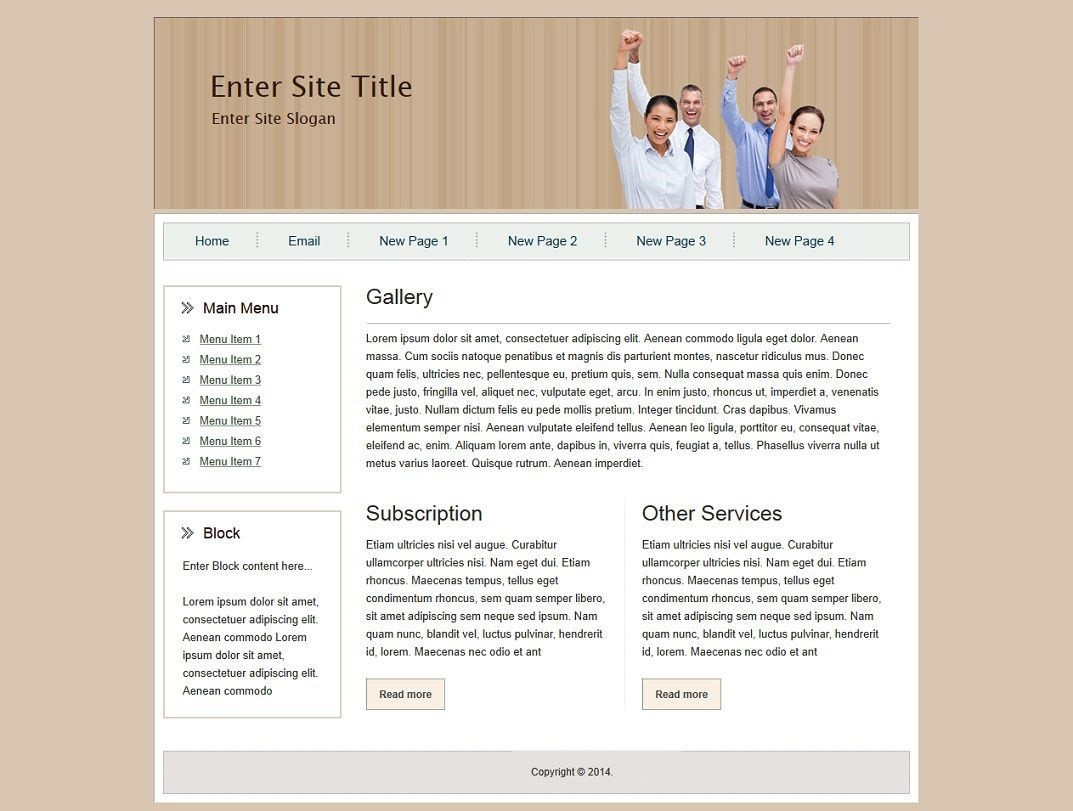 Enter Site Title
Enter Site Slogan
Home
Email
New Page 1
New Page 2
New Page 3
New Page 4
Main Menu
Menu Item 1
Menu Item 2
Menu Item 3
Menu Item 4
Menu Item 5
Menu Item 6
Menu Item 7
Block
Enter Block content here...
Lorem ipsum dolor sit amet,
consectetuer adipiscing elit.
Aenean commodo Lorem
ipsum dolor sit amet,
consectetuer adipiscing elit.
Aenean commodo
Gallery
Lorem ipsum dolor sit amet, consectetuer adipiscing elit. Aenean commodo ligula eget dolor. Aenean
massa. Cum sociis natoque penatibus et magnis dis parturient montes, nascetur ridiculus mus. Donec
quam felis, ultricies nec, pellentesque eu, pretium quis, sem. Nulla consequat massa quis enim. Donec
pede justo, fringilla vel, aliquet nec, vulputate eget, arcu. In enim justo, rhoncus ut, imperdiet a, venenatis
vitae, justo. Nullam dictum felis eu pede mollis pretium. Integer tincidunt. Cras dapibus. Vivamus
elementum semper nisi. Aenean vulputate eleifend tellus. Aenean leo ligula, porttitor eu, consequat vitae,
eleifend ac, enim. Aliquam lorem ante, dapibus in, viverra quis, feugiat a, tellus. Phasellus viverra nulla ut
metus varius laoreet. Quisque rutrum. Aenean imperdiet.
Subscription
Etiam ultricies nisi vel augue. Curabitur
ullamcorper ultricies nisi. Nam eget dui. Etiam
rhoncus. Maecenas tempus, tellus eget
condimentum rhoncus, sem quam semper libero,
sit amet adipiscing sem neque sed ipsum. Nam
quam nunc, blandit vel, luctus pulvinar, hendrerit
id, lorem. Maecenas nec odio et ant
Read more
Other Services
Etiam ultricies nisi vel augue. Curabitur
ullamcorper ultricies nisi. Nam eget dui. Etiam
rhoncus. Maecenas tempus, tellus eget
condimentum rhoncus, sem quam semper libero,
sit amet adipiscing sem neque sed ipsum. Nam
quam nunc, blandit vel, luctus pulvinar, hendrerit
id, lorem. Maecenas nec odio et ant
Read more
Copyright © 2014.